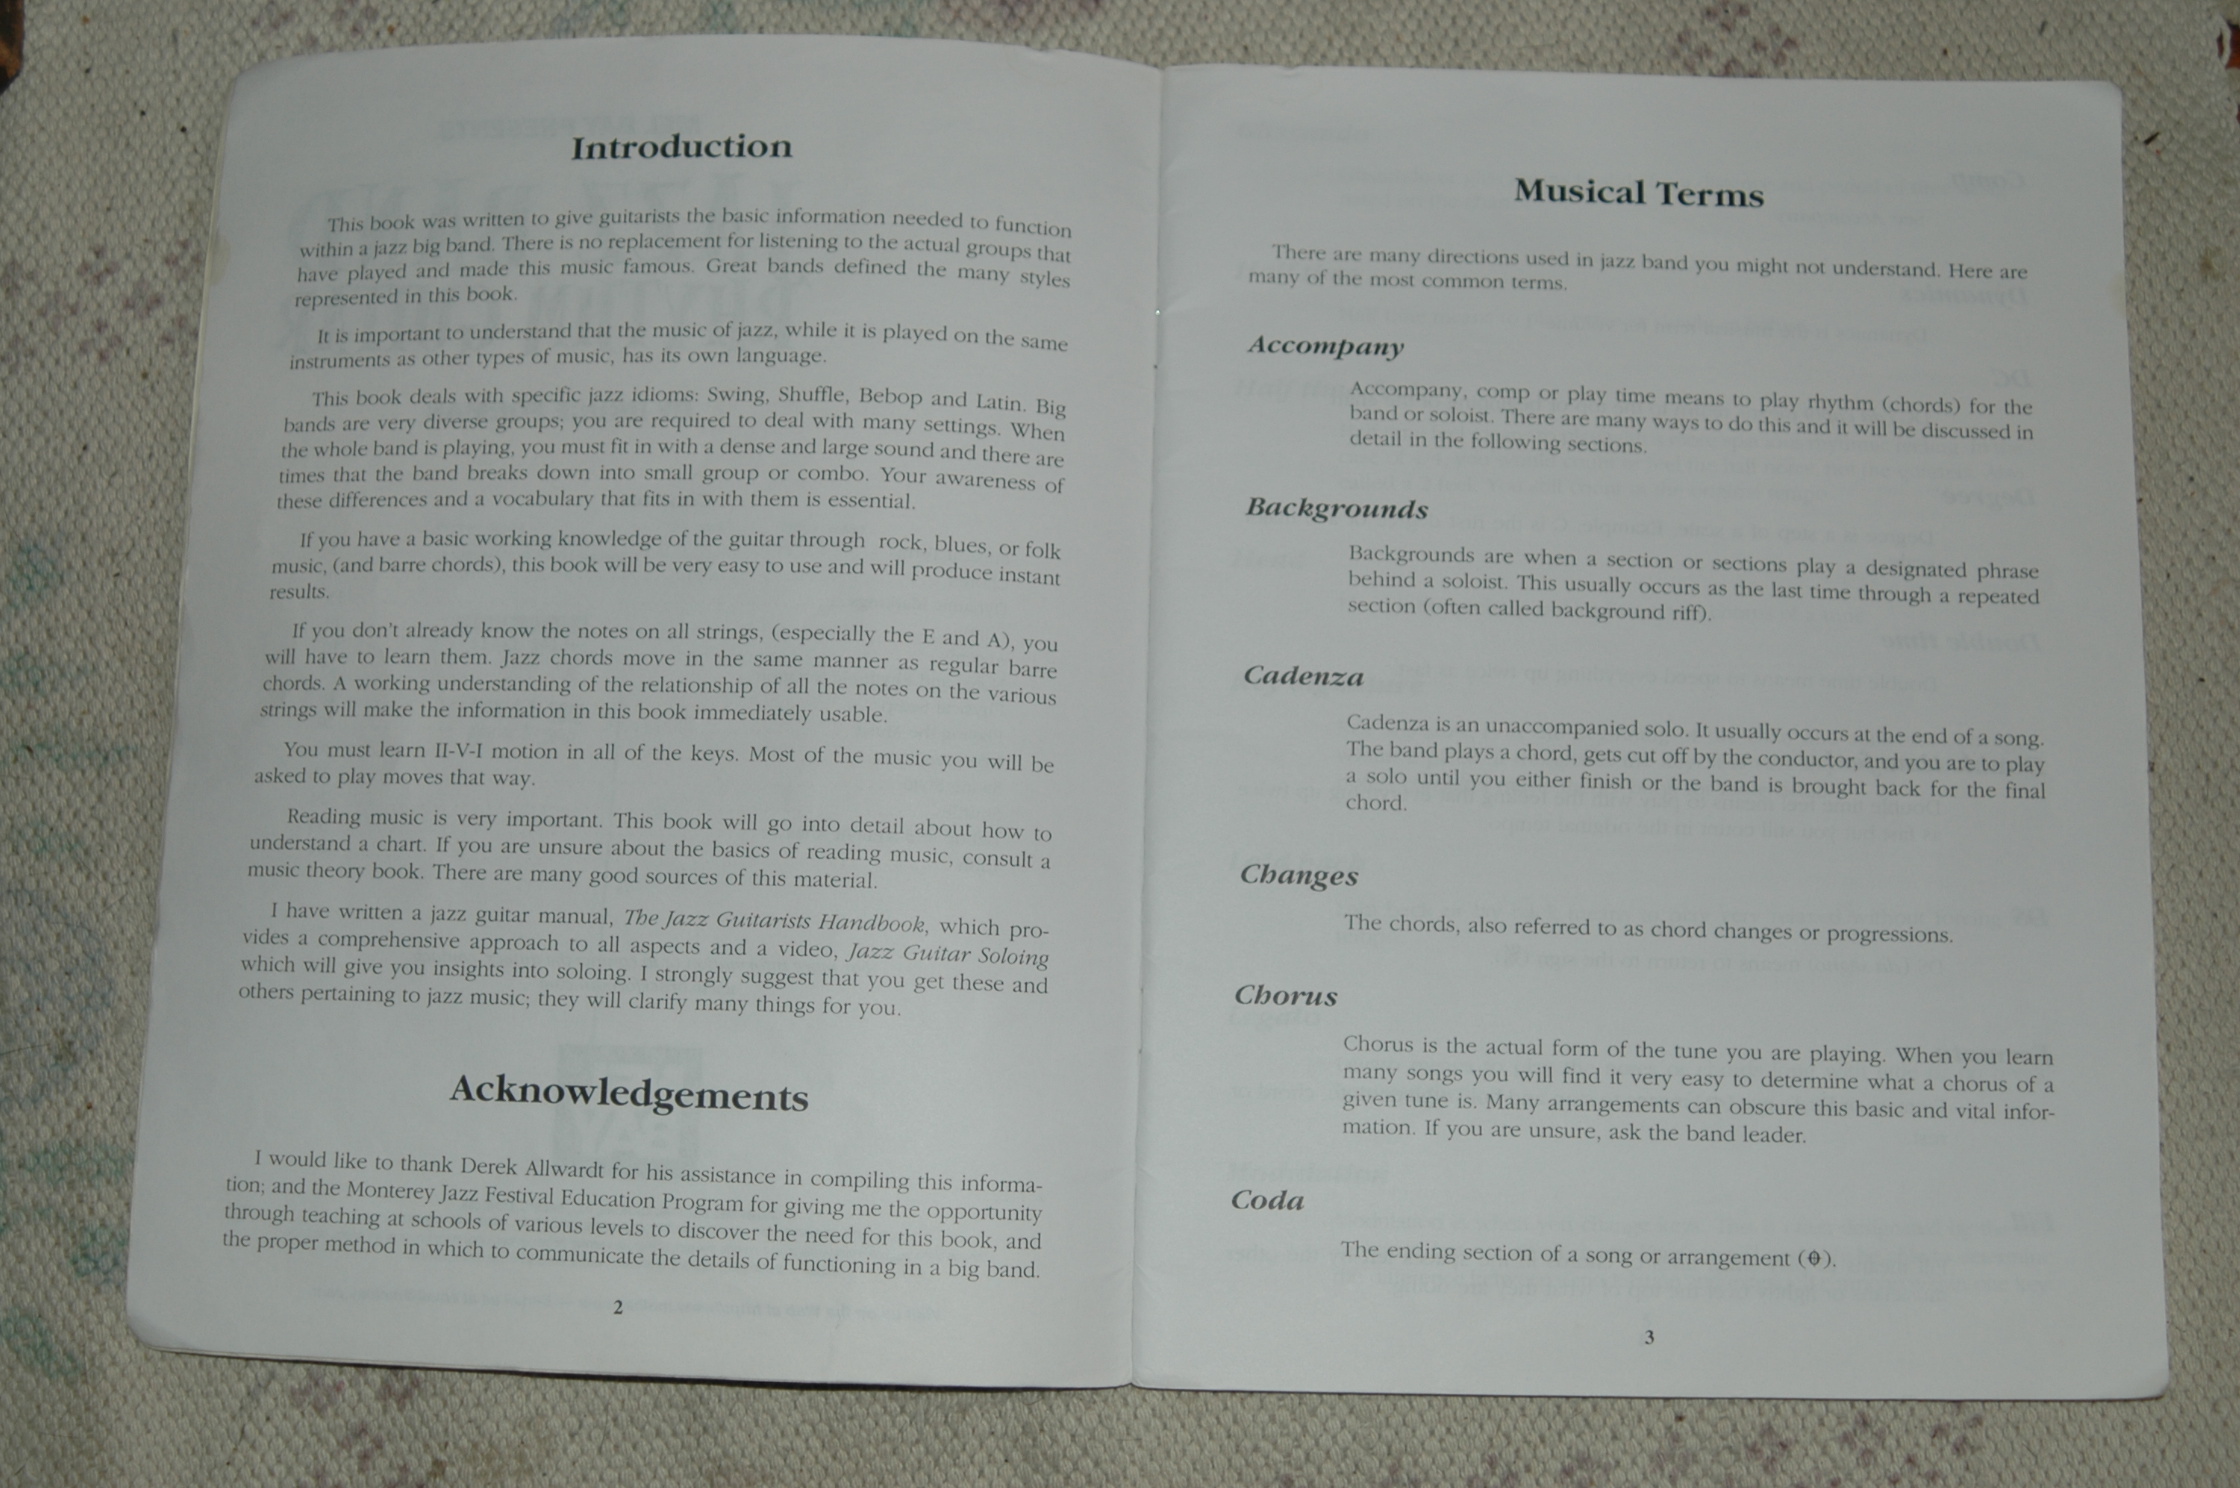 Introduction
This book was written to give guitarists the basic information needed to function
within a jazz big band. There is no replacement for listening to the actual groups that
have played and made this music famous. Great bands defined the many styles
represented in this book.
It is important to understand that the music of jazz, while it is played on the same
instruments as other types of music, has its own language.
This book deals with specific jazz idioms: Swing, Shuffle, Bebop and Latin. Big
bands are very diverse groups; you are required to deal with many settings. When
the whole band is playing, you must fit in with a dense and large sound and there are
times that the band breaks down into small group or combo. Your awareness of
these differences and a vocabulary that fits in with them is essential.
If you have a basic working knowledge of the guitar through rock, blues, or folk
music, (and barre chords), this book will be very easy to use and will produce instant
results.
If you don't already know the notes on all strings, (especially the E and A), you
will have to learn them. Jazz chords move in the same manner as regular barre
chords. A working understanding of the relationship of all the notes on the various
strings will make the information in this book immediately usable.
You must learn II-V-I motion in all of the keys. Most of the music you will be
asked to play moves that way.
Reading music is very important. This book will go into detail about how to
understand a chart. If you are unsure about the basics of reading music, consult a
music theory book. There are many good sources of this material.
I have written a jazz guitar manual, The Jazz Guitarists Handbook, which pro-
vides a comprehensive approach to all aspects and a video, Jazz Guitar Soloing
which will give you insights into soloing. I strongly suggest that you get these and
others pertaining to jazz music; they will clarify many things for you.
Acknowledgements
I would like to thank Derek Allwardt for his assistance in compiling this informa-
tion; and the Monterey Jazz Festival Education Program for giving me the opportunity
through teaching at schools of various levels to discover the need for this book, and
the proper method in which to communicate the details of functioning in a big band.
2
Musical Terms
There are many directions used in jazz band you might not understand. Here are
many of the most common terms.
Accompany
Accompany, comp or play time means to play rhythm (chords) for the
band or soloist. There are many ways to do this and it will be discussed in
detail in the following sections.
Backgrounds
Backgrounds are when a section or sections play a designated phrase
behind a soloist. This usually occurs as the last time through a repeated
section (often called background riff).
Cadenza
Cadenza is an unaccompanied solo. It usually occurs at the end of a song.
The band plays a chord, gets cut off by the conductor, and you are to play
a solo until you either finish or the band is brought back for the final
chord.
Changes
The chords, also referred to as chord changes or progressions.
Chorus
Chorus is the actual form of the tune you are playing. When you learn
many songs you will find it very easy to determine what a chorus of a
given tune is. Many arrangements can obscure this basic and vital infor-
mation. If you are unsure, ask the band leader.
Coda
The ending section of a song or arrangement (𝄌).
3